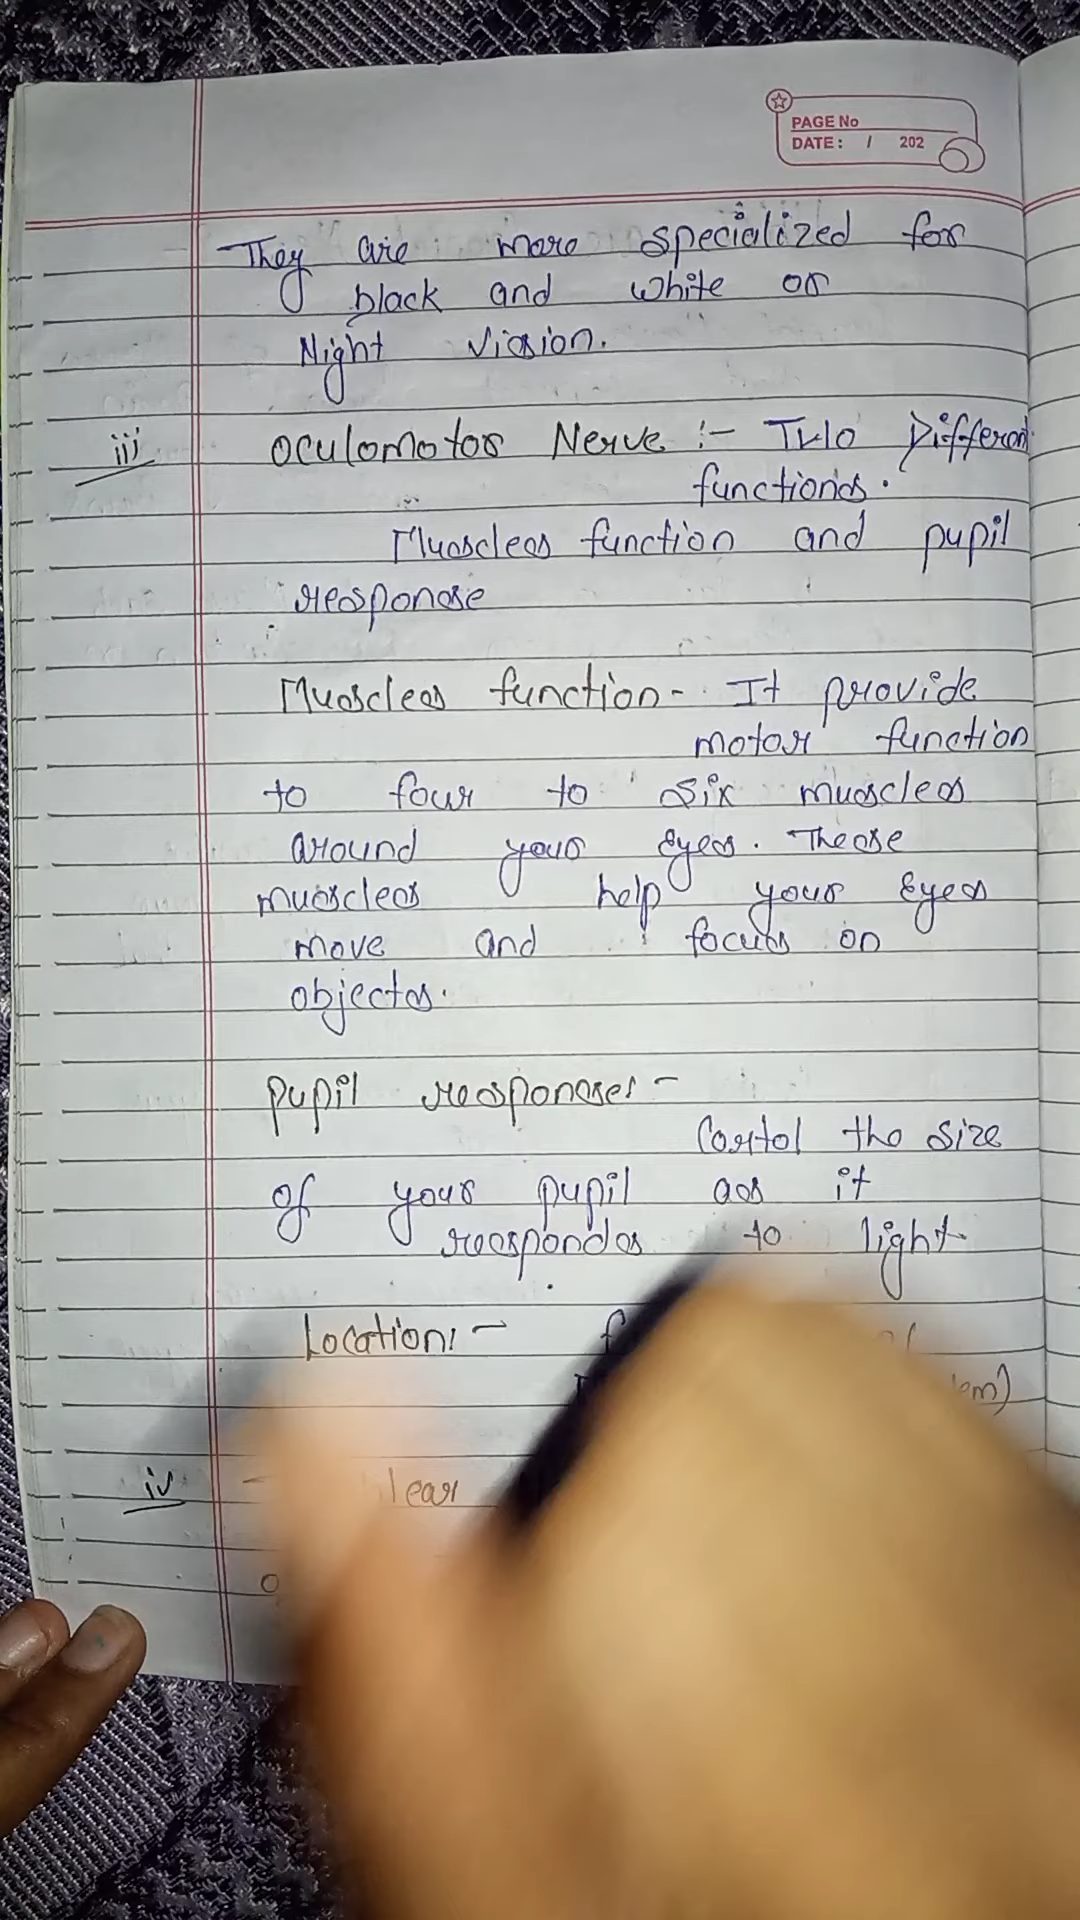 PAGE No
DATE: / 202
They are more specialized for
black and white or
Night Vision.
iii) oculomotor Nerve :- Two Different
functions.
Muscles function and pupil
response
Muscles function - It provide
motor function
to four to six muscles
around your eyes. These
muscles help your Eyes
move and focus on
objects.
pupil response:-
Cortol the size
of your pupil as it
responds to light
Location:-
iv